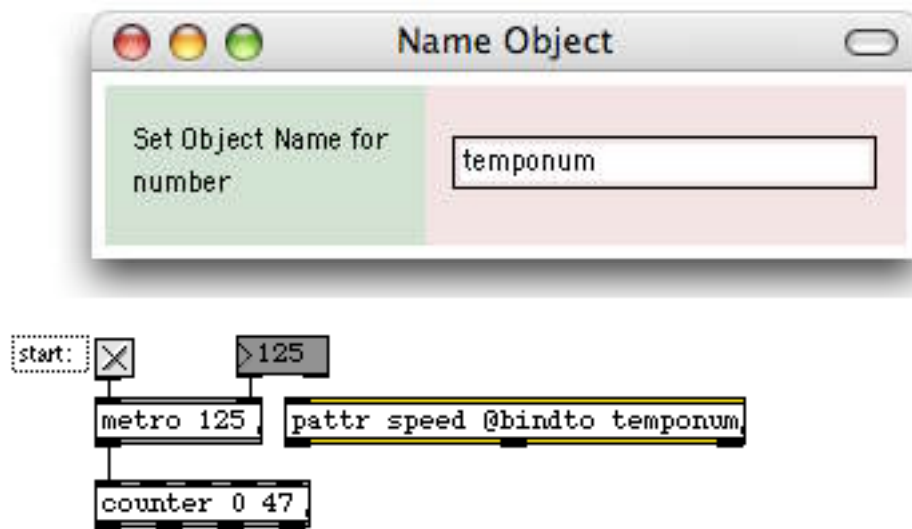 Name Object
Set Object Name for
number
temponum
start:
125
metro 125
pattr speed @bindto temponum
counter 0 47